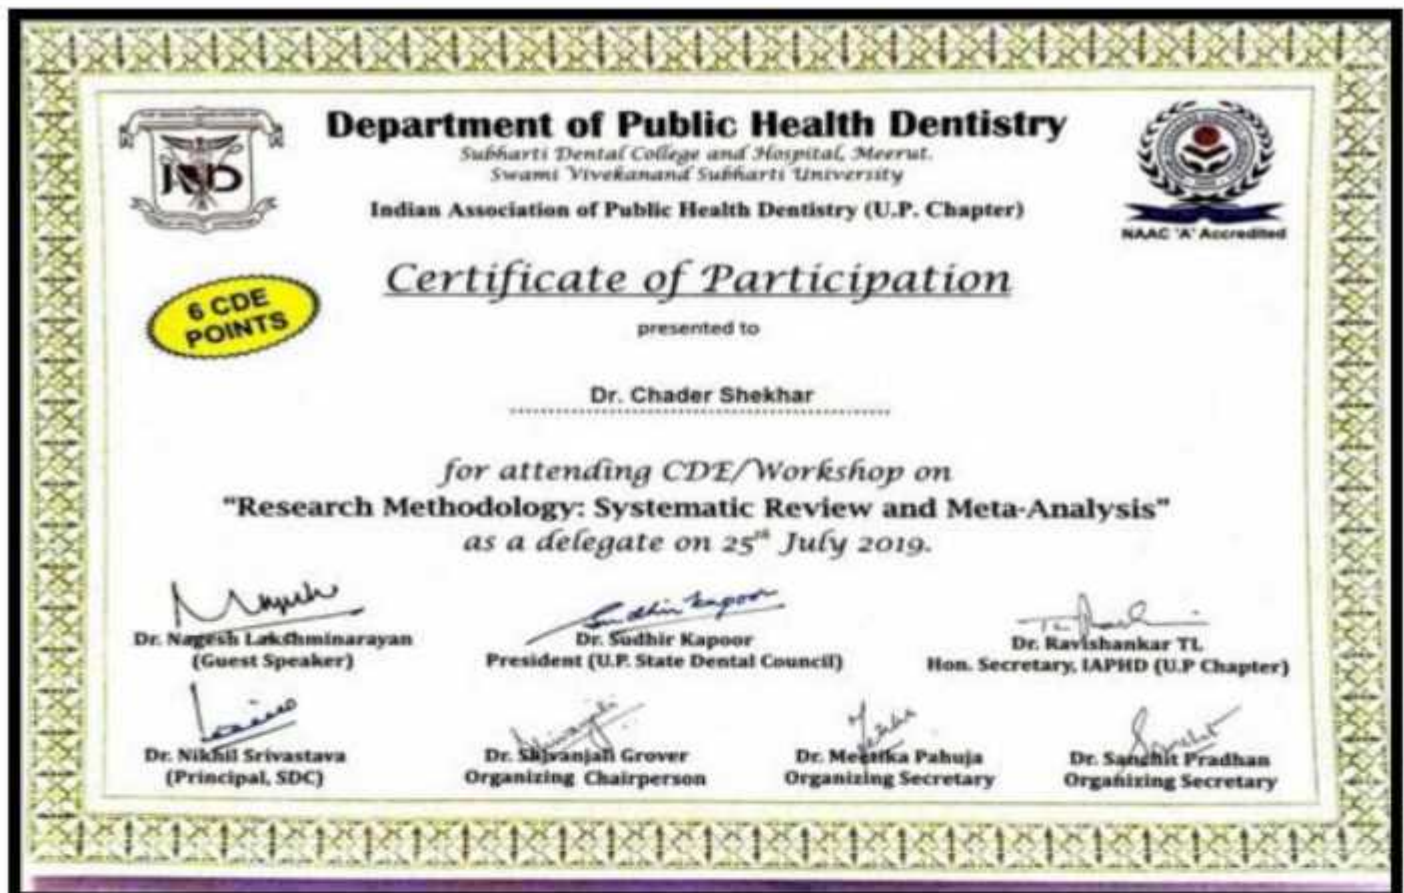 Department of Public Health Dentistry
Subharti Dental College and Hospital, Meerut.
Swami Vivekanand Subharti University
Indian Association of Public Health Dentistry (U.P. Chapter)
NAAC 'A' Accredited
Certificate of Participation
6 CDE
POINTS
presented to
Dr. Chader Shekhar
for attending CDE/Workshop on
"Research Methodology: Systematic Review and Meta-Analysis"
as a delegate on 25th July 2019.
Dr. Nagesh Lakshminarayan
(Guest Speaker)
Sudhir Kapoor
Dr. Sudhir Kapoor
President (U.P. State Dental Council)
Dr. Ravishankar TL
Hon. Secretary, IAPHD (U.P Chapter)
Dr. Nikhil Srivastava
(Principal, SDC)
Dr. Shivanjali Grover
Organizing Chairperson
Dr. Meetika Pahuja
Organizing Secretary
Dr. Sanchit Pradhan
Organizing Secretary